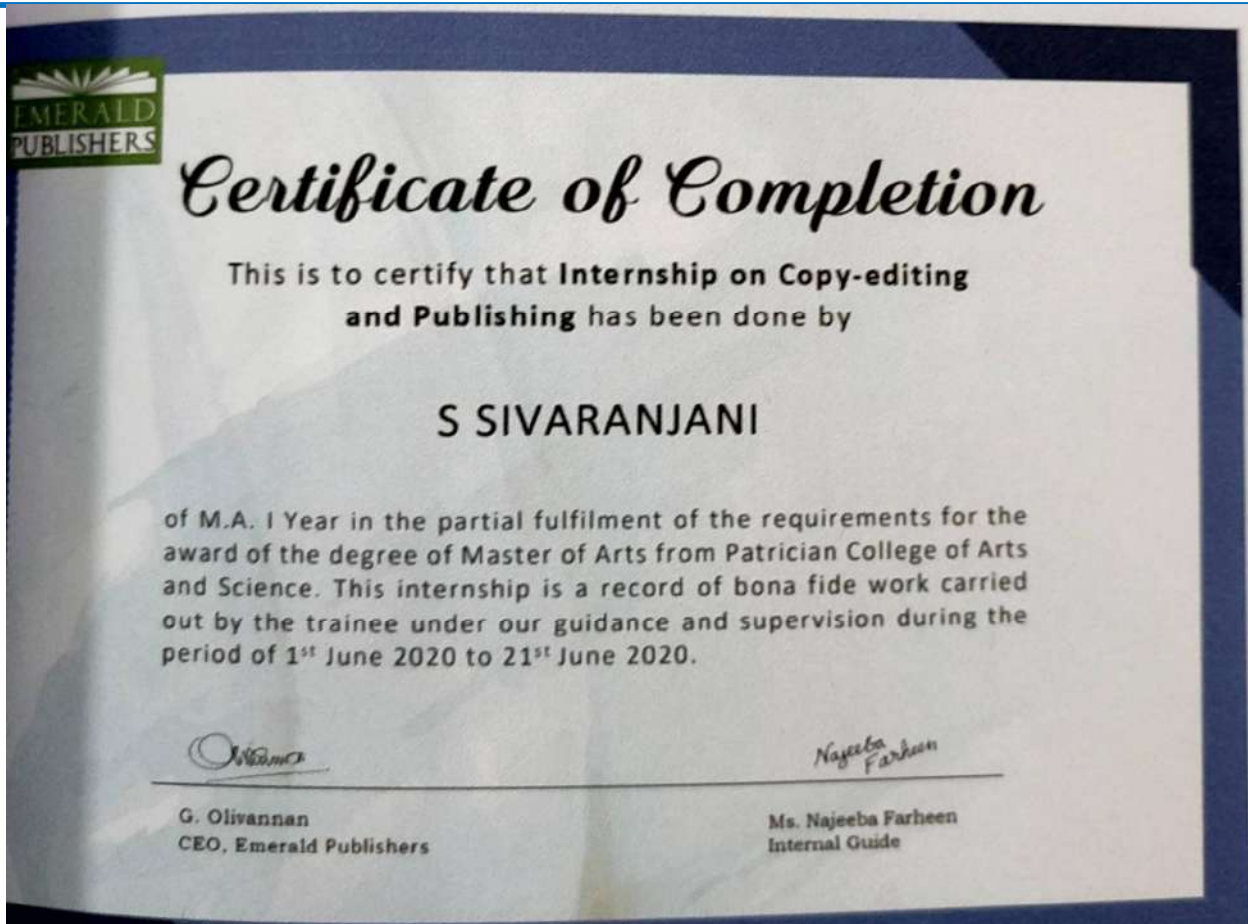 EMERALD
PUBLISHERS
Certificate of Completion
This is to certify that Internship on Copy-editing
and Publishing has been done by
S SIVARANJANI
of M.A. I Year in the partial fulfilment of the requirements for the
award of the degree of Master of Arts from Patrician College of Arts
and Science. This internship is a record of bona fide work carried
out by the trainee under our guidance and supervision during the
period of 1st June 2020 to 21st June 2020.
Najeeba
Farheen
G. Olivannan
CEO, Emerald Publishers
Ms. Najeeba Farheen
Internal Guide